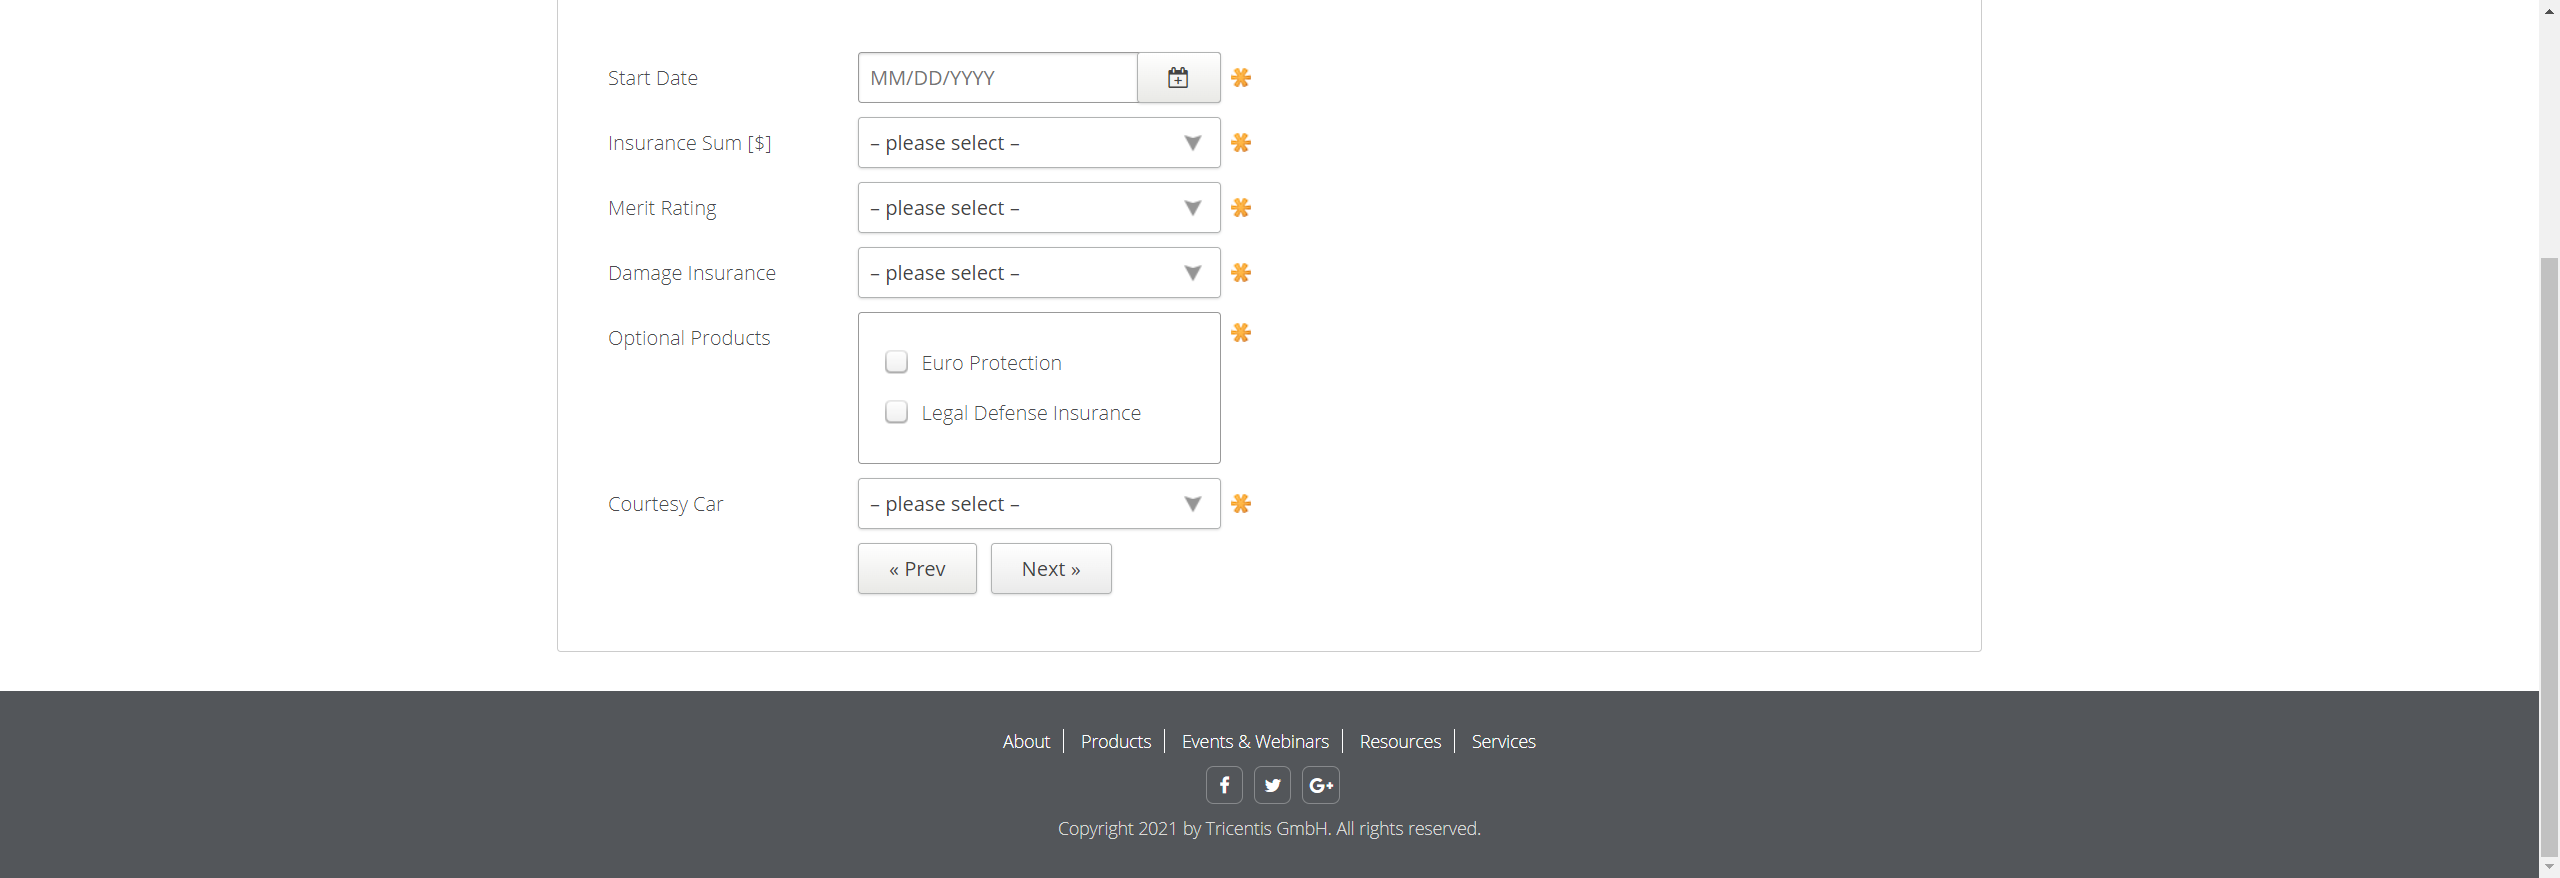 Start Date MM/DD/YYYY
Insurance Sum [$] – please select –
Merit Rating – please select –
Damage Insurance – please select –
Optional Products
Euro Protection
Legal Defense Insurance
Courtesy Car – please select –
« Prev Next »
About Products Events & Webinars Resources Services
f G+
Copyright 2021 by Tricentis GmbH. All rights reserved.